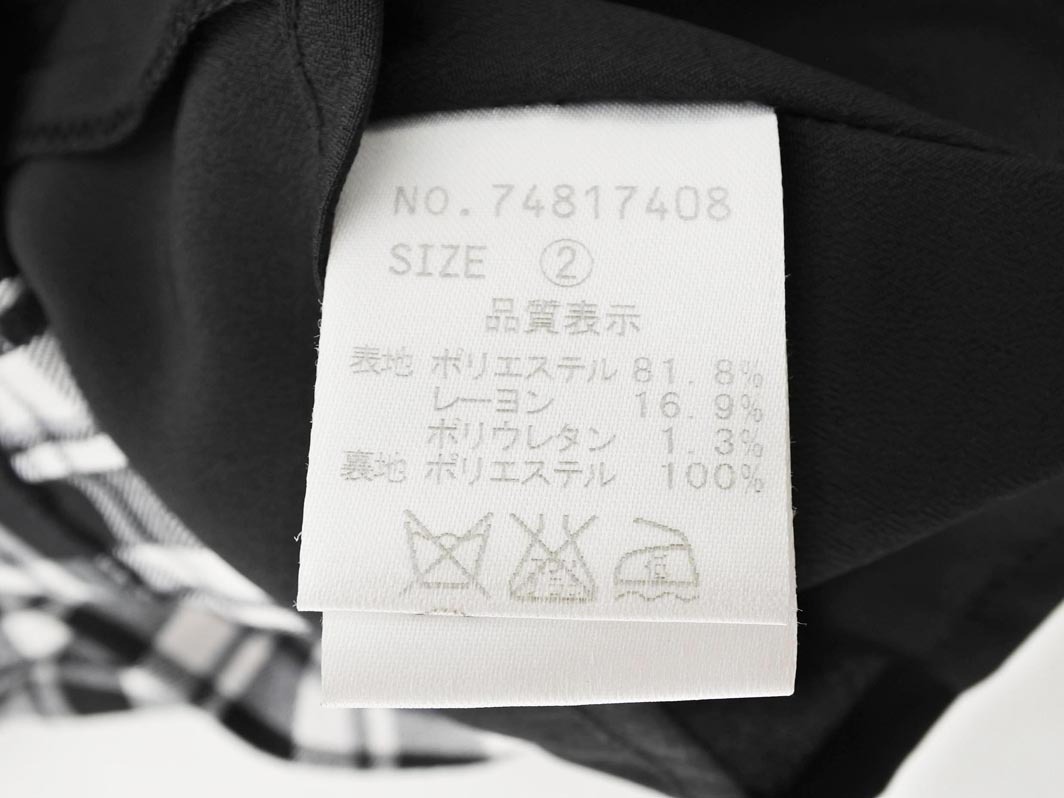 NO.74817408
SIZE ②
品質表示
表地 ポリエステル 81.8%
レーヨン 16.9%
ポリウレタン 1.3%
裏地 ポリエステル 100%
低